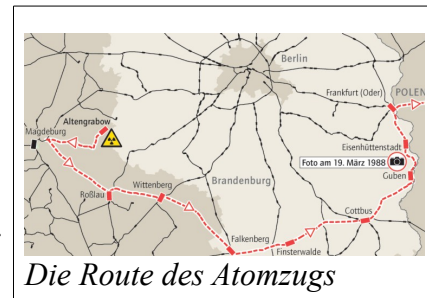 Berlin
Frankfurt (Oder)
POLEN
Altengrabow
Magdeburg
Eisenhüttenstadt
Foto am 19. März 1988
Guben
Brandenburg
Roßlau
Wittenberg
Cottbus
Falkenberg
Finsterwalde
Die Route des Atomzugs